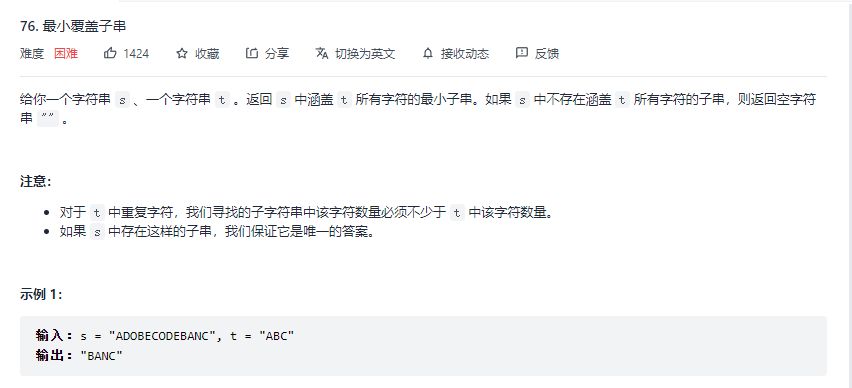 76. 最小覆盖子串
难度 困难 1424 收藏 分享 切换为英文 接收动态 反馈
给你一个字符串 s 、一个字符串 t 。返回 s 中涵盖 t 所有字符的最小子串。如果 s 中不存在涵盖 t 所有字符的子串，则返回空字符
串 "" 。
注意：
对于 t 中重复字符，我们寻找的子字符串中该字符数量必须不少于 t 中该字符数量。
如果 s 中存在这样的子串，我们保证它是唯一的答案。
示例 1：
输入：s = "ADOBECODEBANC", t = "ABC"
输出："BANC"